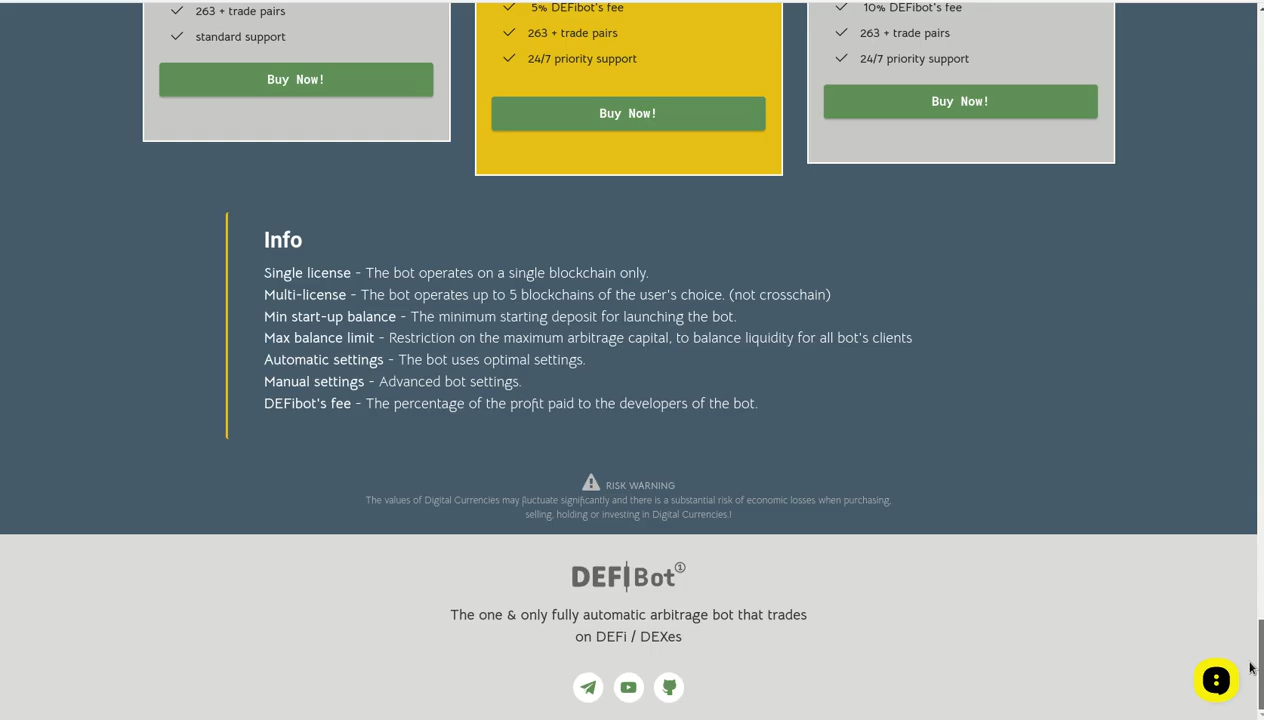 263 + trade pairs
standard support
Buy Now!
5% DEFibot's fee
263 + trade pairs
24/7 priority support
Buy Now!
10% DEFibot's fee
263 + trade pairs
24/7 priority support
Buy Now!
Info
Single license - The bot operates on a single blockchain only.
Multi-license - The bot operates up to 5 blockchains of the user's choice. (not crosschain)
Min start-up balance - The minimum starting deposit for launching the bot.
Max balance limit - Restriction on the maximum arbitrage capital, to balance liquidity for all bot's clients
Automatic settings - The bot uses optimal settings.
Manual settings - Advanced bot settings.
DEFibot's fee - The percentage of the profit paid to the developers of the bot.
RISK WARNING
The values of Digital Currencies may fluctuate significantly and there is a substantial risk of economic losses when purchasing,
selling, holding or investing in Digital Currencies.!
DEFI Bot ①
The one & only fully automatic arbitrage bot that trades
on DEFi / DEXes